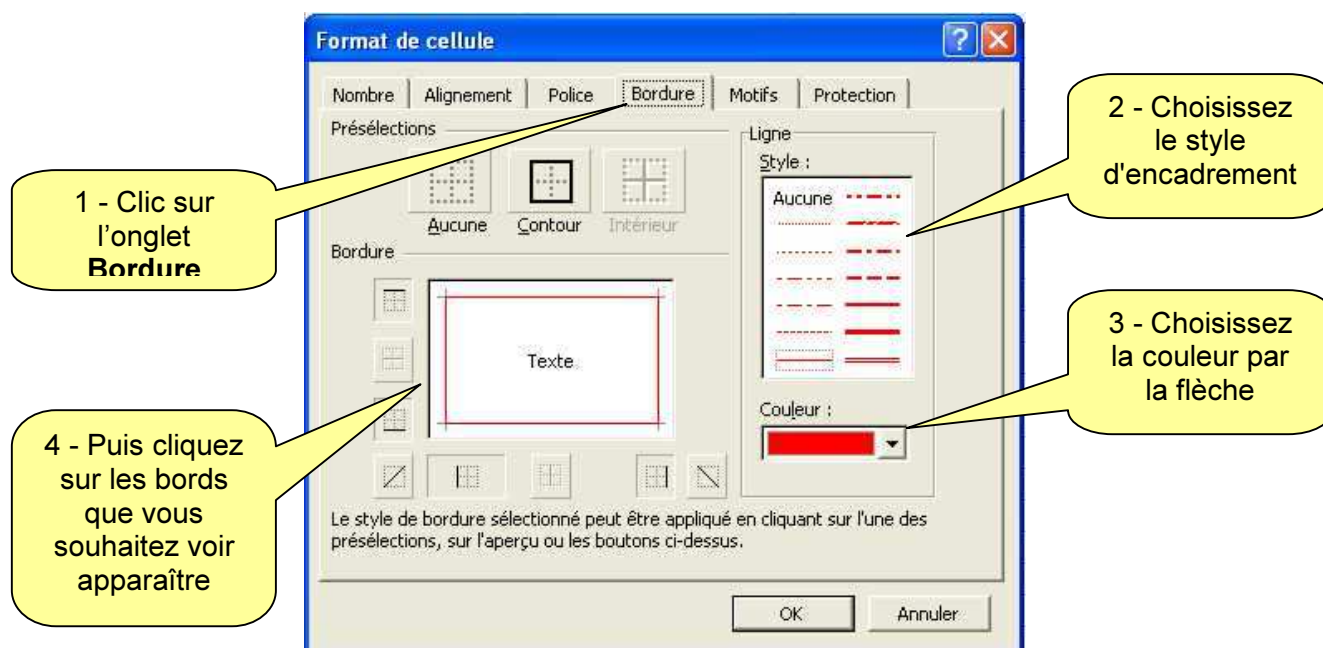 Format de cellule
Nombre Alignement Police Bordure Motifs Protection
Présélections
Aucune Contour Intérieur
Bordure
Texte
Ligne
Style :
Aucune
Couleur :
Le style de bordure sélectionné peut être appliqué en cliquant sur l'une des
présélections, sur l'aperçu ou les boutons ci-dessus.
OK Annuler
1 - Clic sur
l’onglet
Bordure
2 - Choisissez
le style
d'encadrement
3 - Choisissez
la couleur par
la flèche
4 - Puis cliquez
sur les bords
que vous
souhaitez voir
apparaître